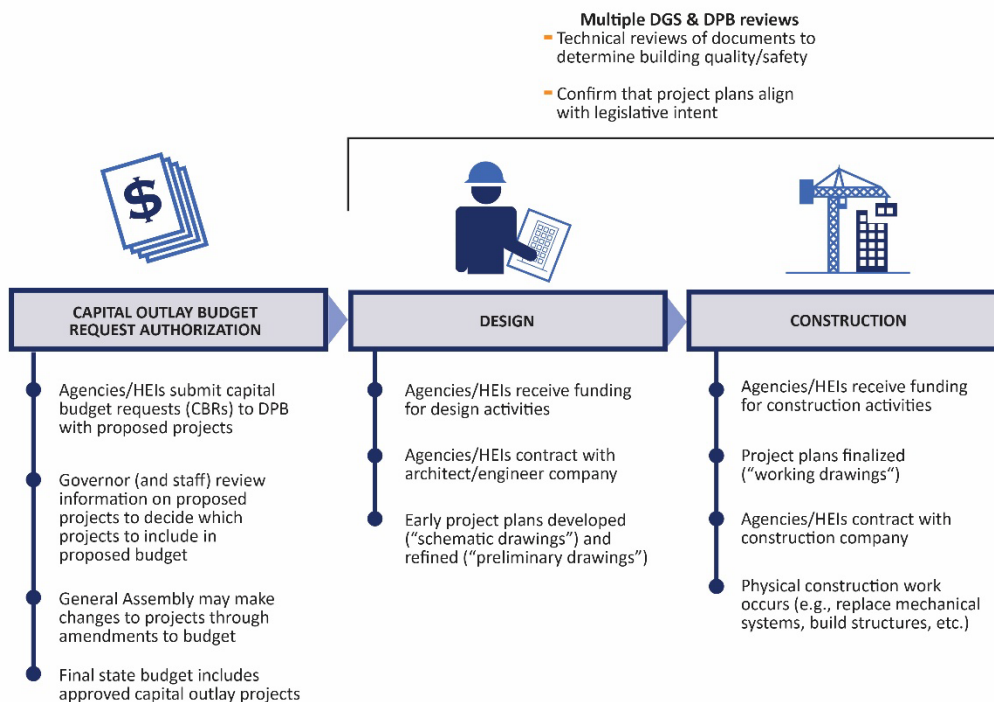 Multiple DGS & DPB reviews
- Technical reviews of documents to
determine building quality/safety
- Confirm that project plans align
with legislative intent
$
CAPITAL OUTLAY BUDGET
REQUEST AUTHORIZATION
Agencies/HEIs submit capital
budget requests (CBRs) to DPB
with proposed projects
Governor (and staff) review
information on proposed
projects to decide which
projects to include in
proposed budget
General Assembly may make
changes to projects through
amendments to budget
Final state budget includes
approved capital outlay projects
DESIGN
Agencies/HEIs receive funding
for design activities
Agencies/HEIs contract with
architect/engineer company
Early project plans developed
(“schematic drawings”) and
refined (“preliminary drawings”)
CONSTRUCTION
Agencies/HEIs receive funding
for construction activities
Project plans finalized
(“working drawings“)
Agencies/HEIs contract with
construction company
Physical construction work
occurs (e.g., replace mechanical
systems, build structures, etc.)